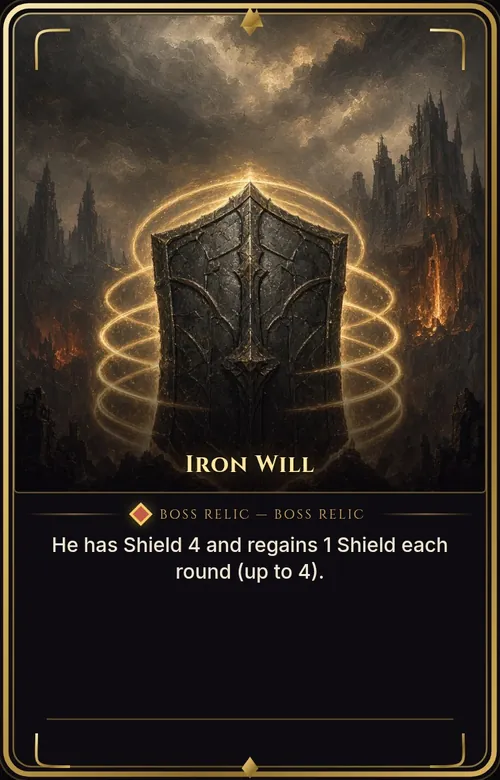 Iron Will
BOSS RELIC — BOSS RELIC
He has Shield 4 and regains 1 Shield each
round (up to 4).